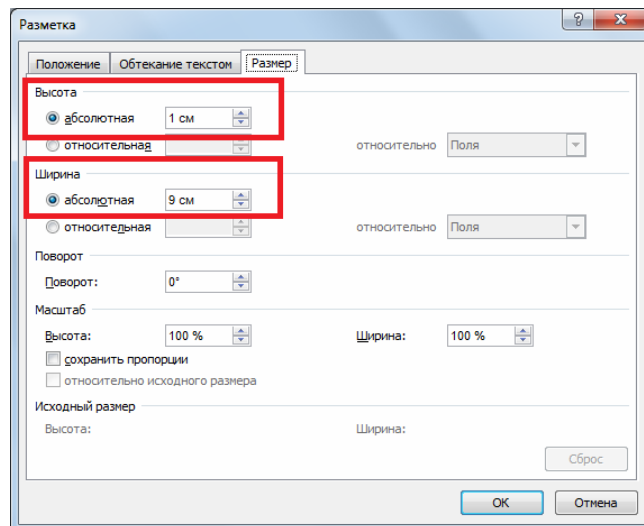 Разметка
Положение Обтекание текстом Размер
Высота
абсолютная 1 см
относительная относительно Поля
Ширина
абсолютная 9 см
относительная относительно Поля
Поворот
Поворот: 0°
Масштаб
Высота: 100 % Ширина: 100 %
сохранить пропорции
относительно исходного размера
Исходный размер
Высота: Ширина:
Сброс
ОК Отмена